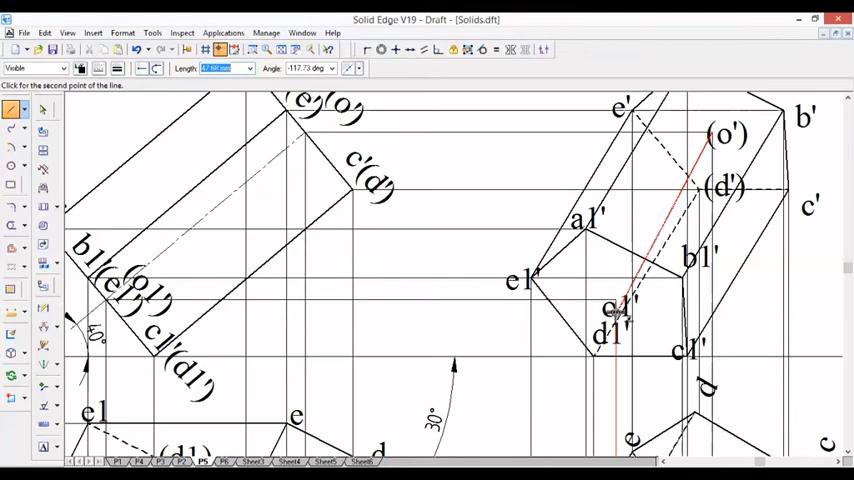 Solid Edge V19 - Draft - [Solids.dft]
File Edit View Insert Format Tools Inspect Applications Manage Windows Help
Visible Length: 47.68 mm Angle: -117.73 deg
Click for the second point of the line.
(e')(o')
c'(d')
b1'
(e1')
(o1')
c1'(d1')
40°
e1
e
(d1)
d
30°
e'
b'
(o')
(d')
c'
a1'
b1'
e1'
d1'
c1'
d
e
c
P1 P4 P3 P2 P5 P6 Sheet3 Sheet4 Sheet5 Sheet6